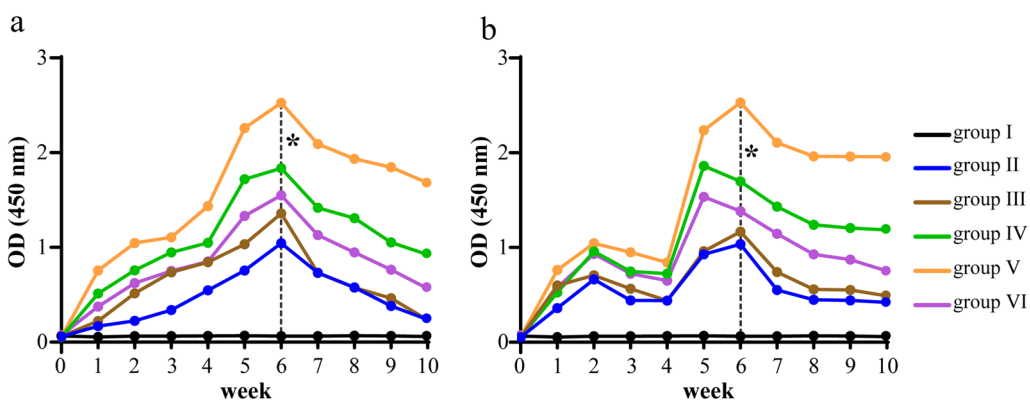 a
3
2
1
0
OD (450 nm)
*
0 1 2 3 4 5 6 7 8 9 10
week
b
3
2
1
0
OD (450 nm)
*
0 1 2 3 4 5 6 7 8 9 10
week
group I
group II
group III
group IV
group V
group VI